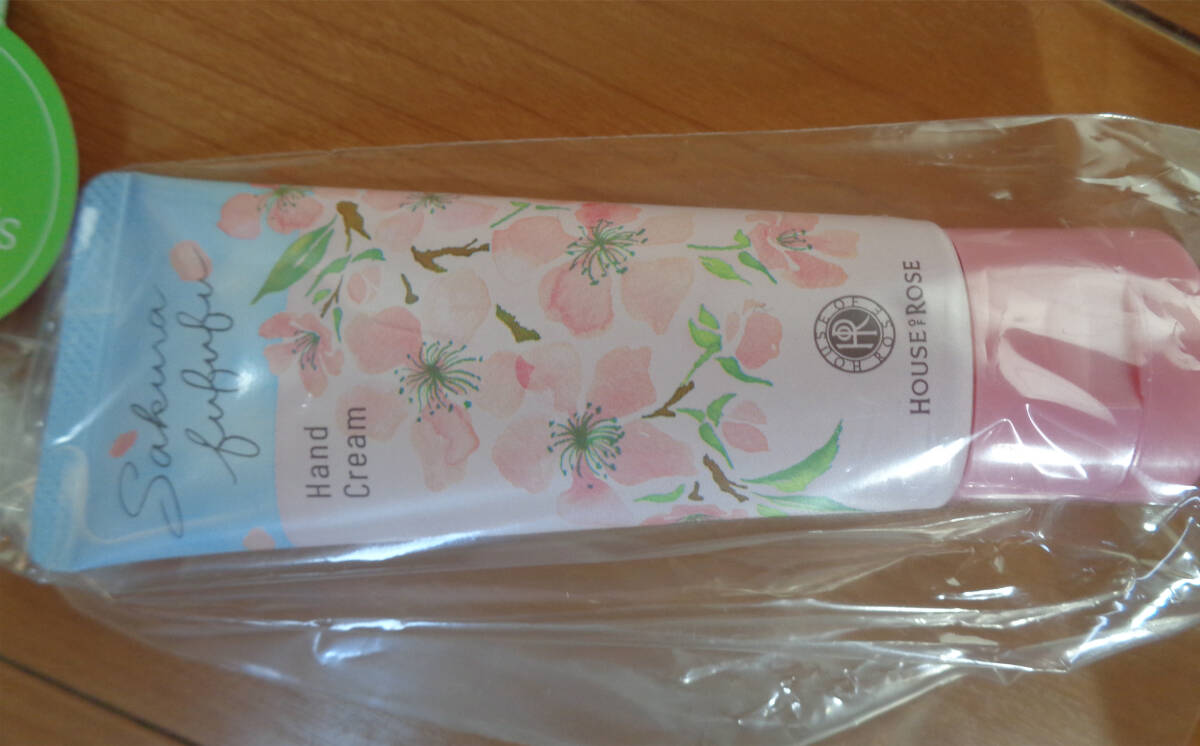 Sakura
fufufu
Hand
Cream
HOUSE OF ROSE
HR
HOUSE OF ROSE
S